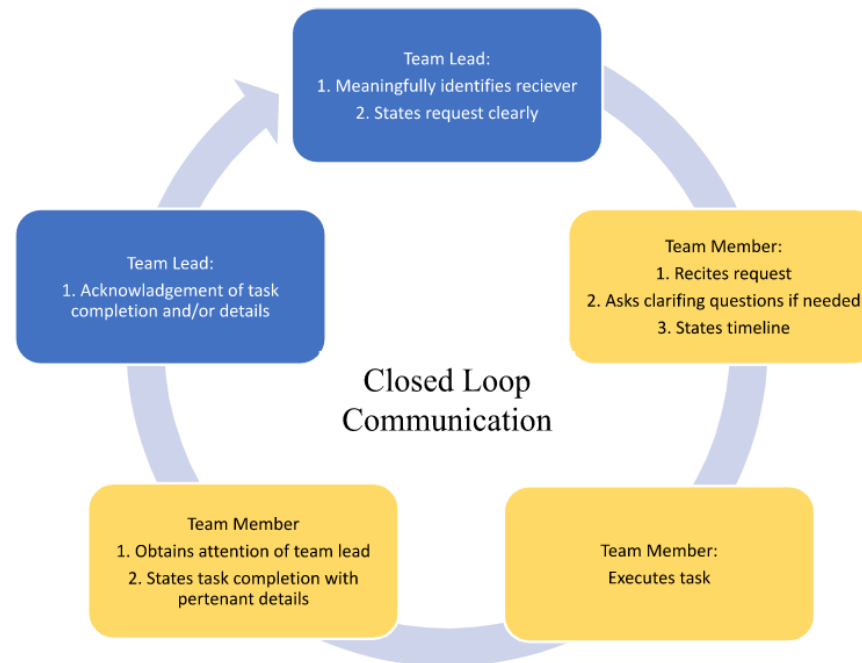 Team Lead:
1. Meaningfully identifies reciever
2. States request clearly
Team Member:
1. Recites request
2. Asks clarifing questions if needed
3. States timeline
Team Lead:
1. Acknowladgement of task
completion and/or details
Closed Loop
Communication
Team Member
1. Obtains attention of team lead
2. States task completion with
pertenant details
Team Member:
Executes task